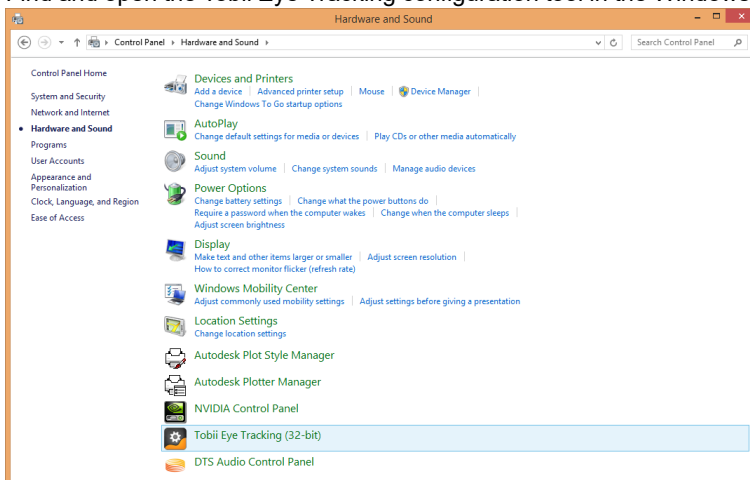 Find and open the Tobii Eye Tracking configuration tool in the Windows
Hardware and Sound
Control Panel Hardware and Sound
Search Control Panel
Control Panel Home
System and Security
Network and Internet
Hardware and Sound
Programs
User Accounts
Appearance and
Personalization
Clock, Language, and Region
Ease of Access
Devices and Printers
Add a device Advanced printer setup Mouse Device Manager
Change Windows To Go startup options
AutoPlay
Change default settings for media or devices Play CDs or other media automatically
Sound
Adjust system volume Change system sounds Manage audio devices
Power Options
Change battery settings Change what the power buttons do
Require a password when the computer wakes Change when the computer sleeps
Adjust screen brightness
Display
Make text and other items larger or smaller Adjust screen resolution
How to correct monitor flicker (refresh rate)
Windows Mobility Center
Adjust commonly used mobility settings Adjust settings before giving a presentation
Location Settings
Change location settings
Autodesk Plot Style Manager
Autodesk Plotter Manager
NVIDIA Control Panel
Tobii Eye Tracking (32-bit)
DTS Audio Control Panel